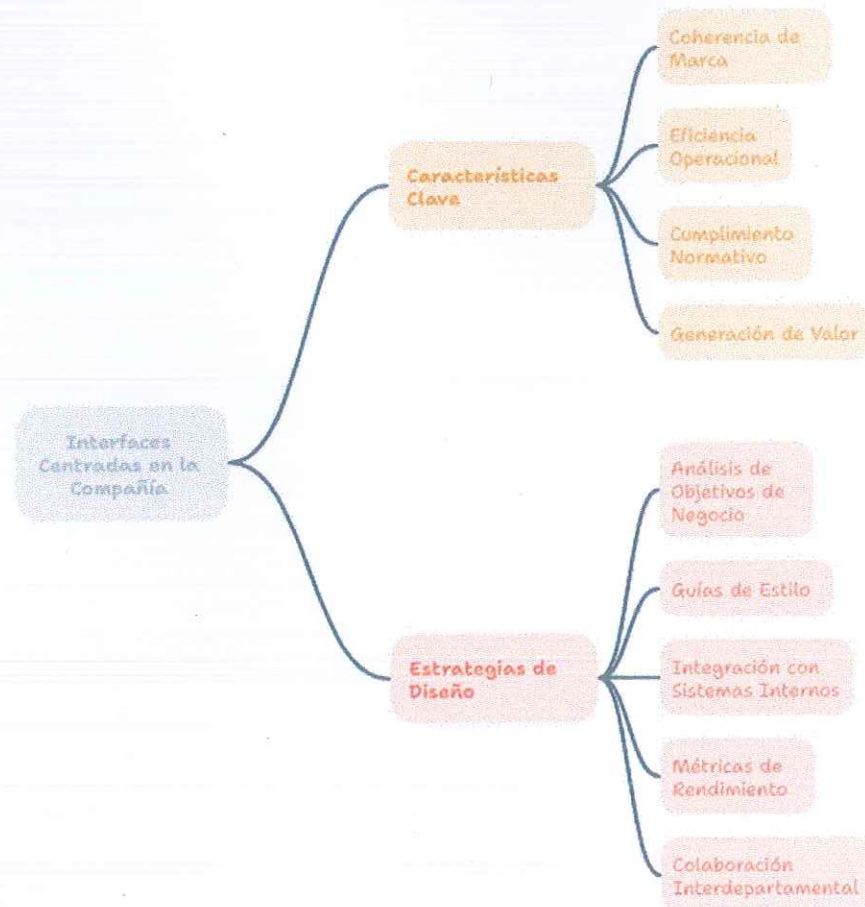 Interfaces
Centradas en la
Compañía
Características
Clave
Coherencia de
Marca
Eficiencia
Operacional
Cumplimiento
Normativo
Generación de Valor
Estrategias de
Diseño
Análisis de
Objetivos de
Negocio
Guías de Estilo
Integración con
Sistemas Internos
Métricas de
Rendimiento
Colaboración
Interdepartamental